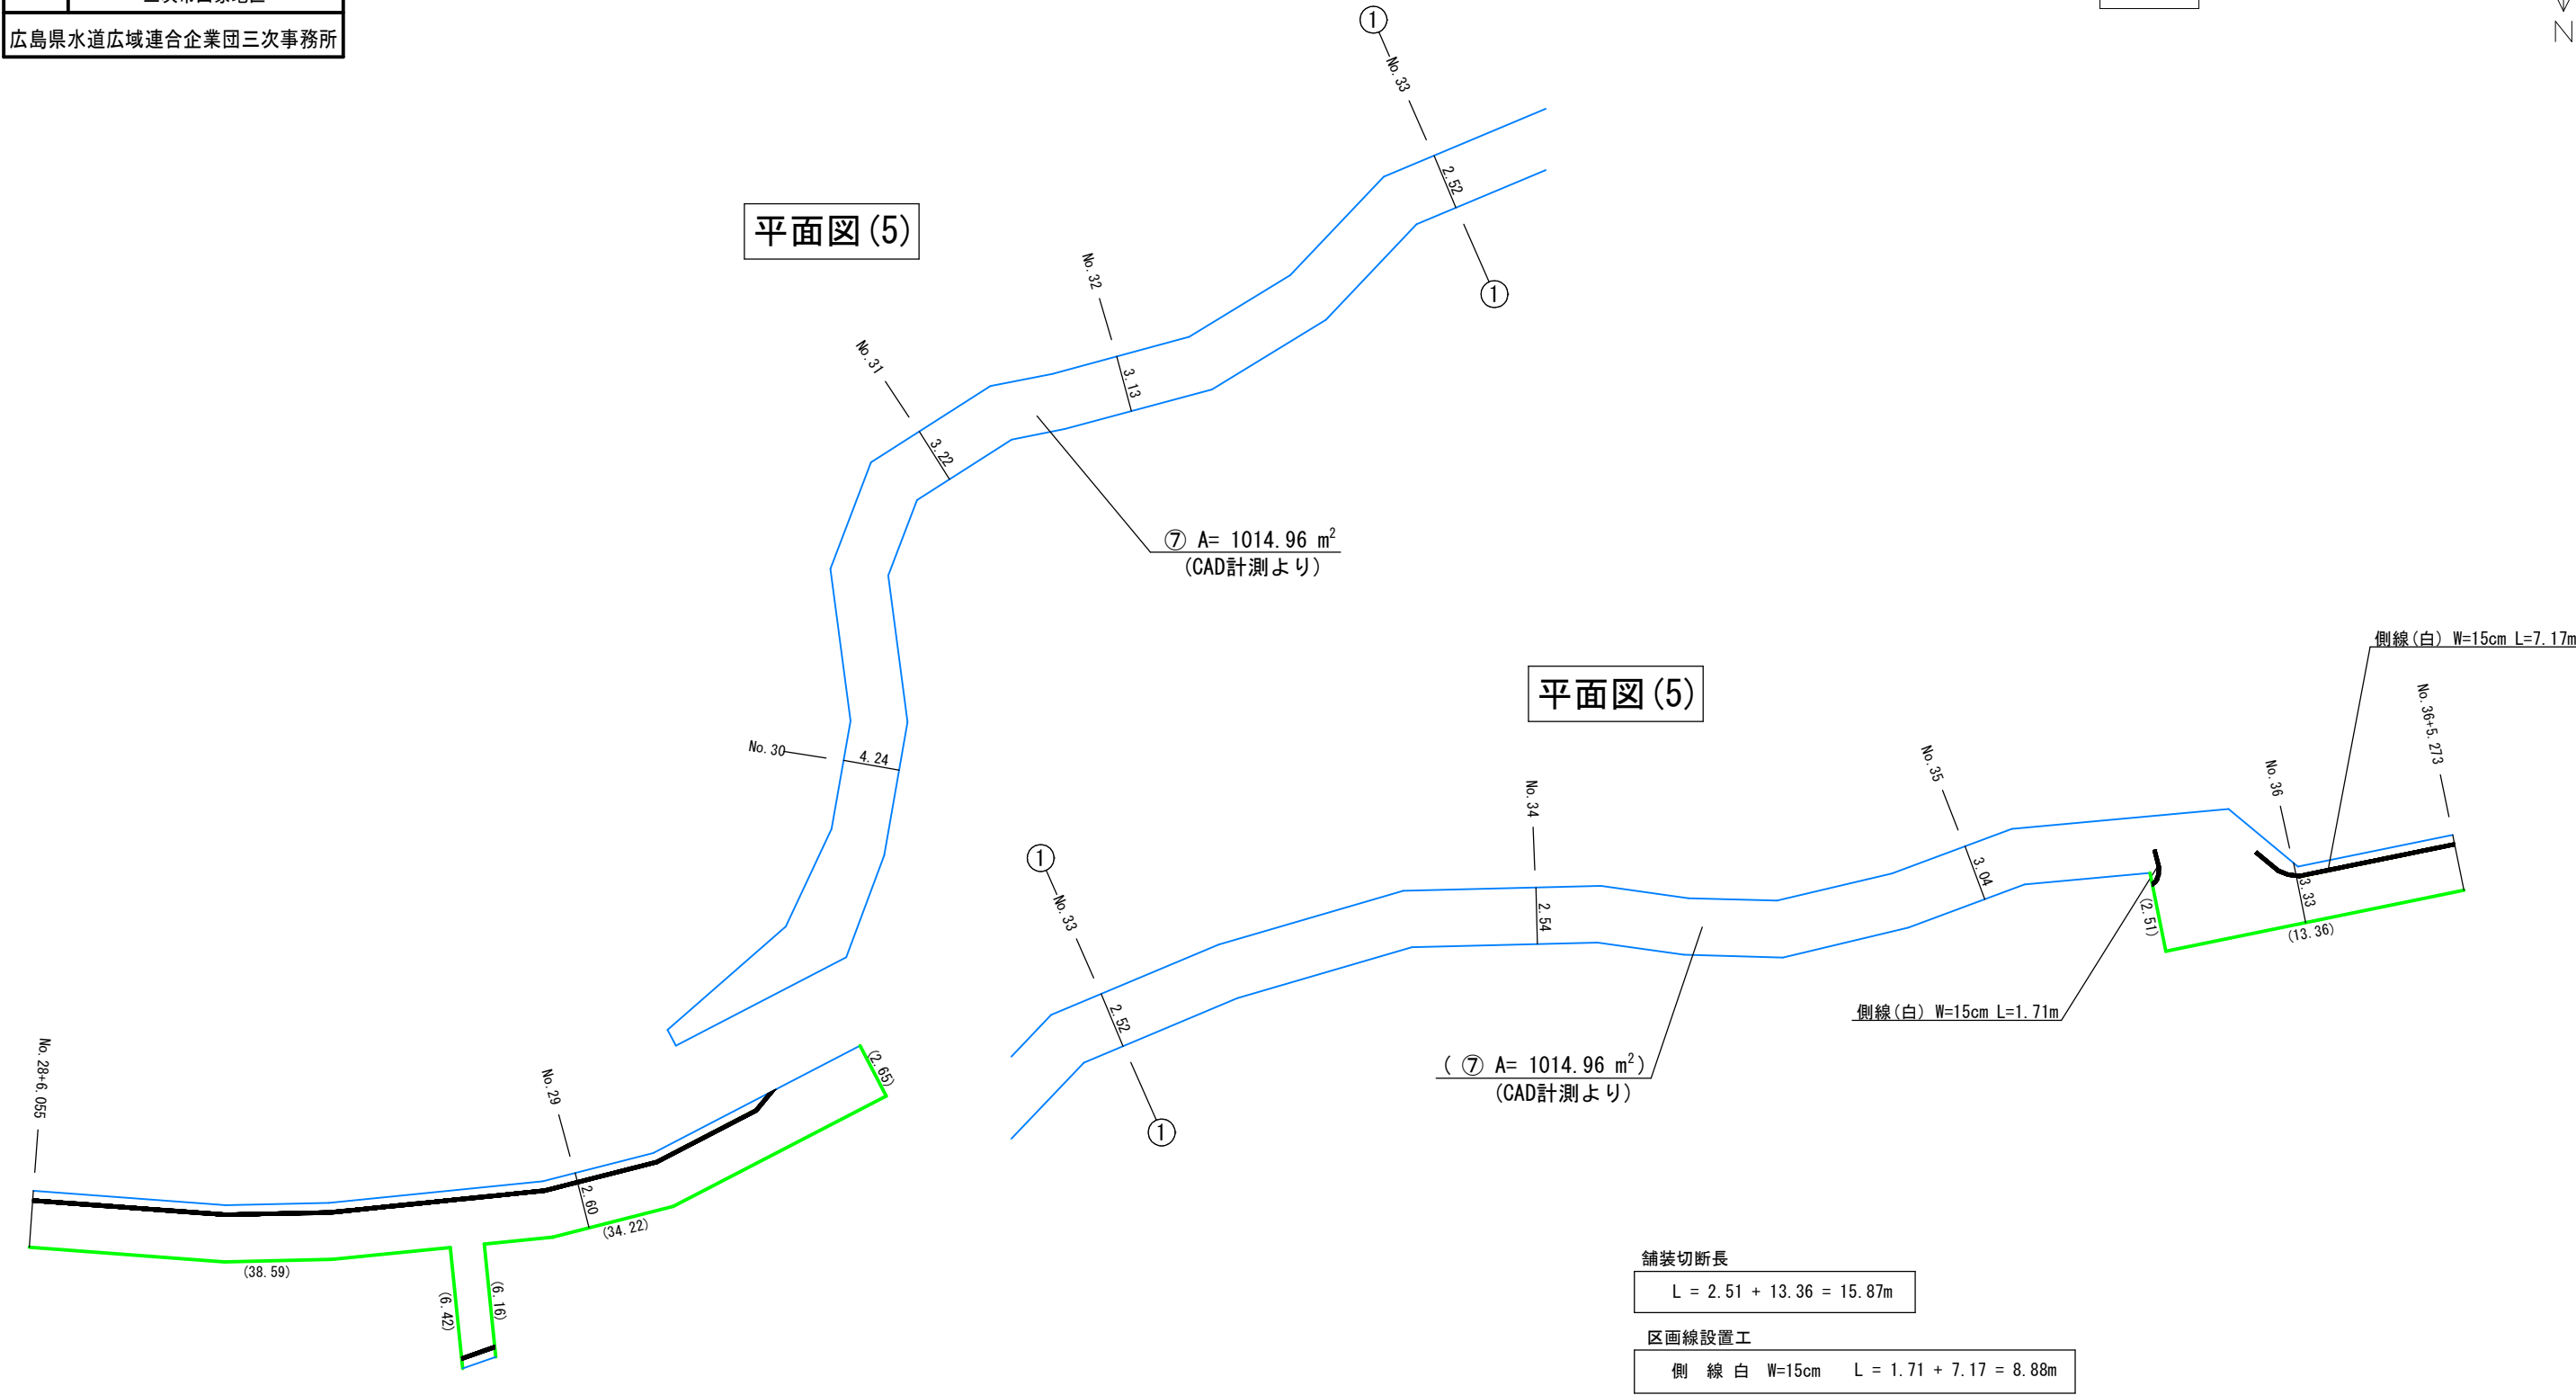 広島県水道広域連合企業団三次事務所
N
①
No.33
2.52
①
平面図(5)
No.32
3.13
No.31
3.22
⑦ A= 1014.96 m²
(CAD計測より)
No.30
4.24
平面図(5)
側線(白) W=15cm L=7.17m
No.36+5.273
No.36
3.33
(13.36)
(2.51)
側線(白) W=15cm L=1.71m
No.35
3.04
No.34
2.54
①
No.33
2.52
①
( ⑦ A= 1014.96 m²)
(CAD計測より)
No.28+6.055
No.29
2.60
(2.65)
(34.22)
(38.59)
(6.42)
(6.16)
舗装切断長
L = 2.51 + 13.36 = 15.87m
区画線設置工
側 線 白 W=15cm L = 1.71 + 7.17 = 8.88m